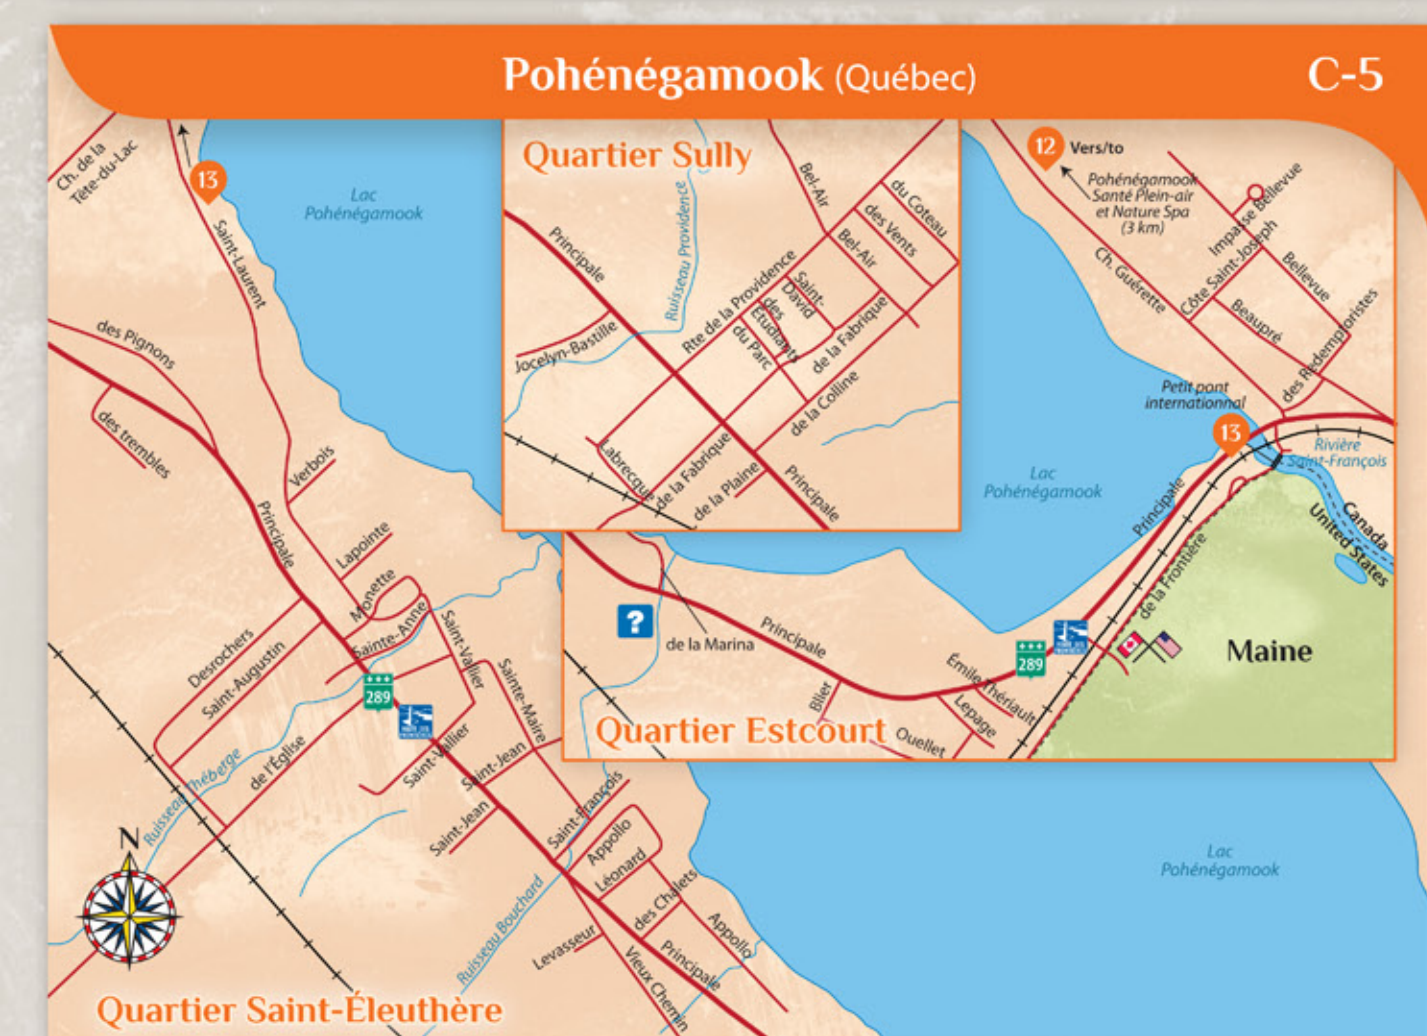 Pohénégamook (Québec)
C-5
Ch. de la
Tête-du-Lac
13
Lac
Pohénégamook
Saint-Laurent
des Pignons
des trembles
Principale
Verbois
Lapointe
Monette
Sainte-Anne
Saint-Vallier
Desrochers
Saint-Augustin
289
Sainte-Marie
de l'Église
Ruisseau Théberge
Saint-Vallier
Saint-Jean
Saint-Jean
Saint-François
Appollo
Léonard
des Chalets
Appollo
Ruisseau Bouchard
Levasseur
Principale
Vieux Chemin
N
Quartier Saint-Éleuthère
Quartier Sully
Principale
Ruisseau Providence
Bel-Air
du Coteau
des Vents
Bel-Air
Rte de la Providence
Saint-
David
des
Étudiants
du Parc
de la Fabrique
Jocelyn-Bastille
de la Colline
Labrecque
de la Fabrique
de la Plaine
Principale
12
Vers/to
Pohénégamook
Santé Plein-air
et Nature Spa
(3 km)
Impasse Bellevue
Ch. Guérette
Côte Saint-Joseph
Bellevue
Beaupré
des Redemptoristes
Petit pont
internationnal
13
Rivière
Saint-François
Lac
Pohénégamook
Principale
Canada
United States
de la Frontière
?
de la Marina
Principale
289
Maine
Émile-Thériault
Blier
Lepage
Ouellet
Quartier Estcourt
Lac
Pohénégamook